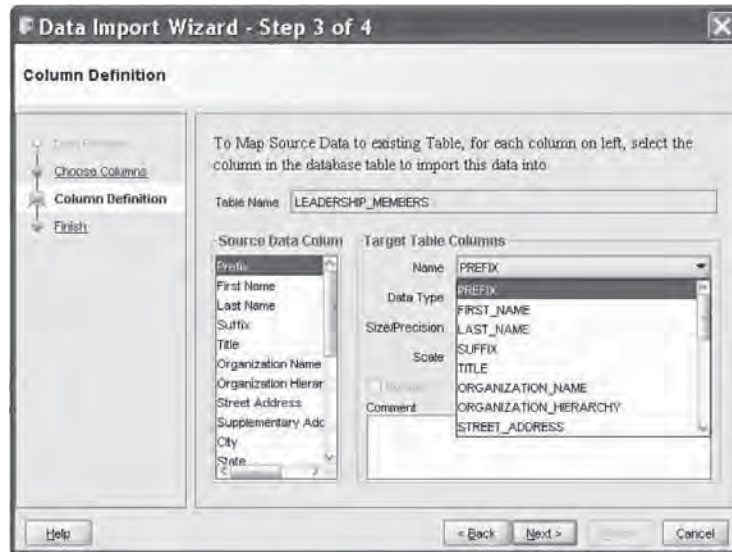 Data Import Wizard - Step 3 of 4
Column Definition
Choose Columns
Column Definition
Finish
To Map Source Data to existing Table, for each column on left, select the
column in the database table to import this data into
Table Name LEADERSHIP_MEMBERS
Source Data Colum
Prefix
First Name
Last Name
Suffix
Title
Organization Name
Organization Hierar
Street Address
Supplementary Adc
City
State
Target Table Columns
Name PREFIX
Data Type
Size/Precision
Scale
Comment
PREFIX
FIRST_NAME
LAST_NAME
SUFFIX
TITLE
ORGANIZATION_NAME
ORGANIZATION_HIERARCHY
STREET_ADDRESS
Help
< Back
Next >
Cancel